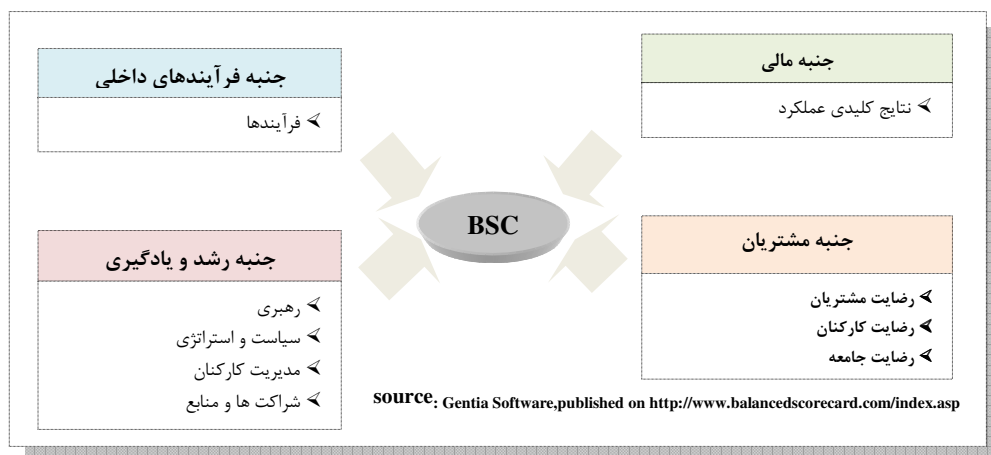 جنبه مالی
نتایج کلیدی عملکرد
جنبه فرآیندهای داخلی
فرآیندها
BSC
جنبه مشتریان
رضایت مشتریان
رضایت کارکنان
رضایت جامعه
جنبه رشد و یادگیری
رهبری
سیاست و استراتژی
مدیریت کارکنان
شراکت ها و منابع
source: Gentia Software,published on http://www.balancedscorecard.com/index.asp